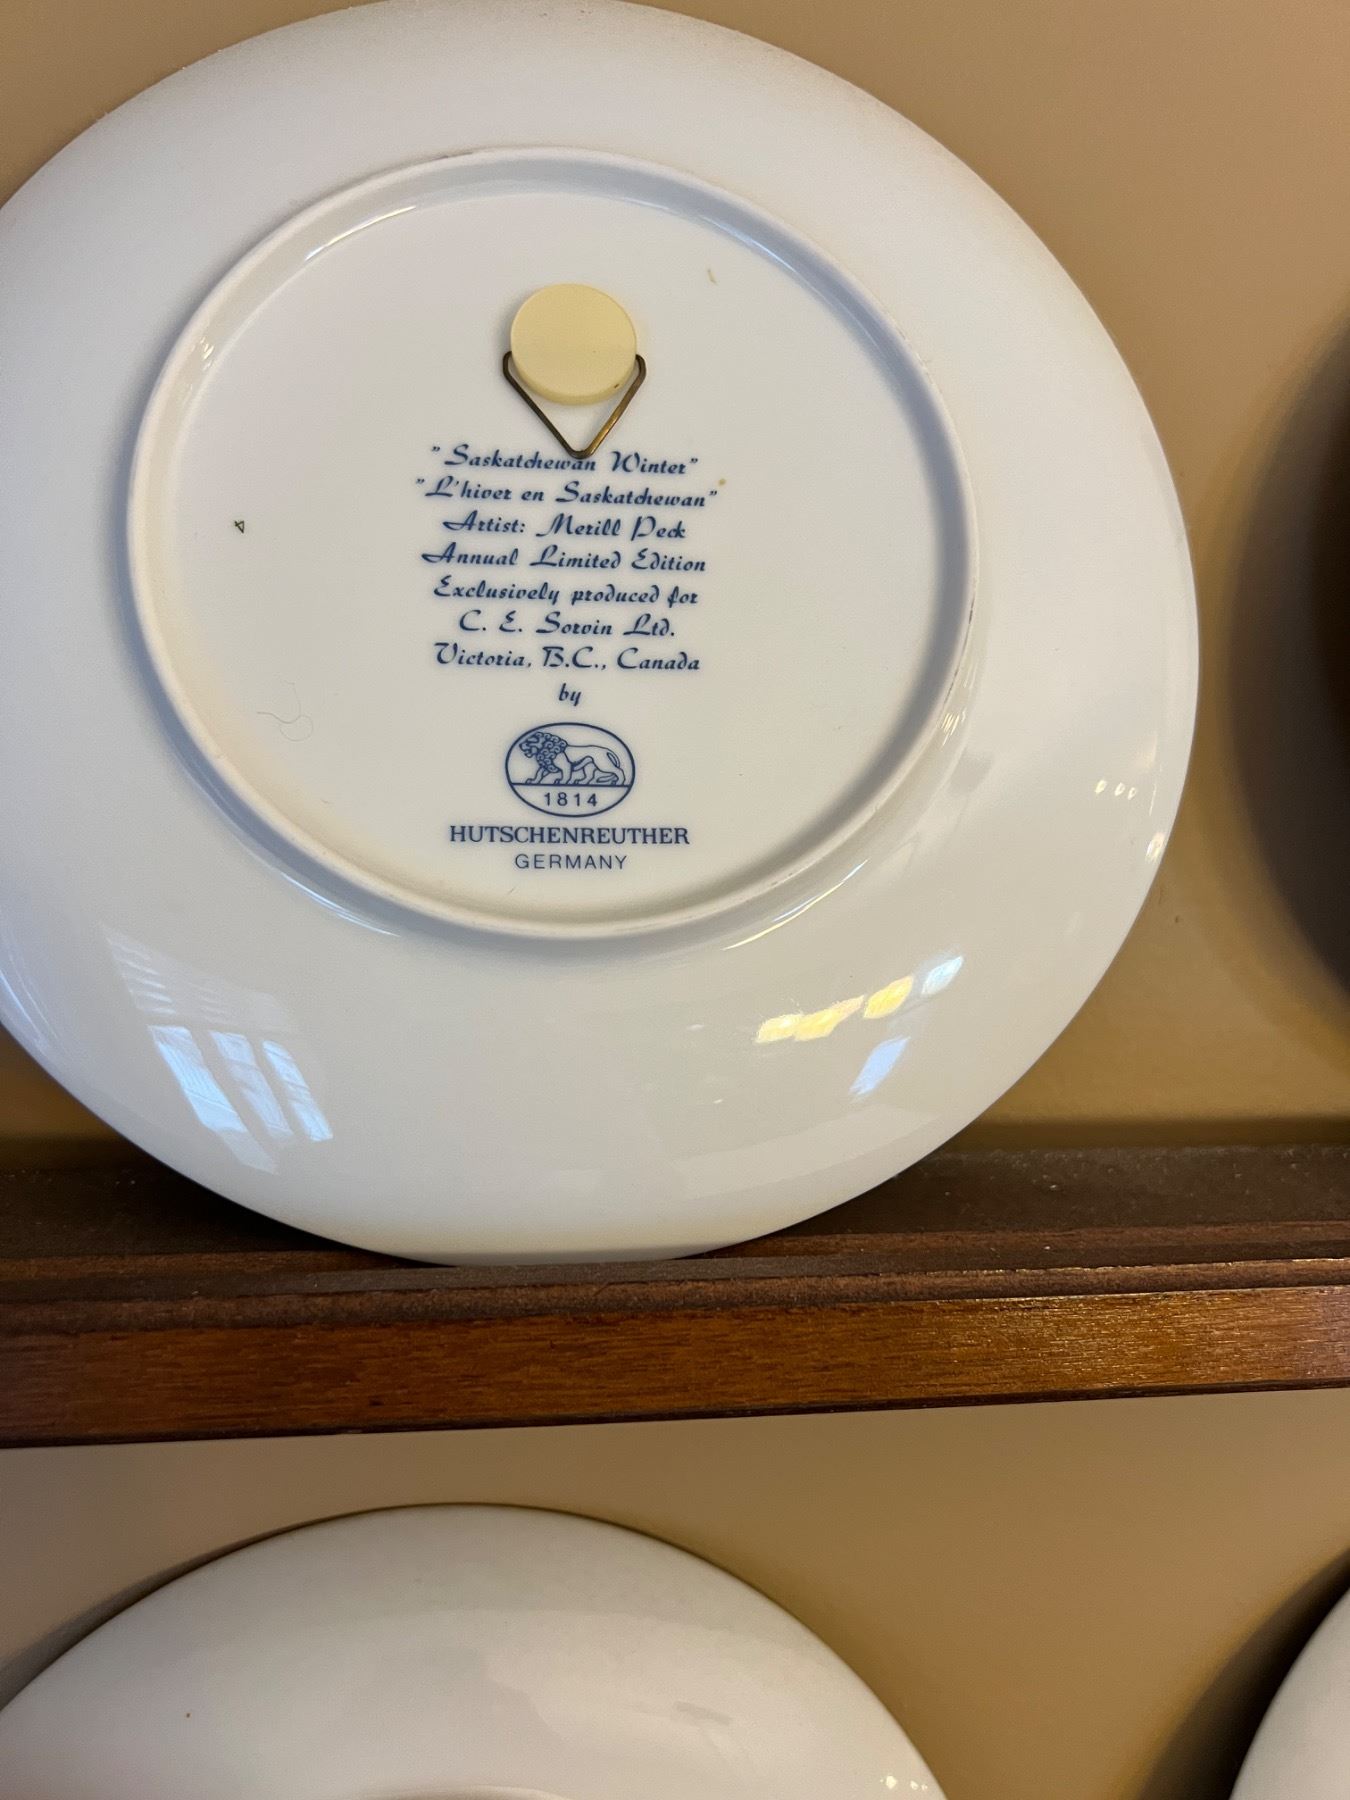 "Saskatchewan Winter"
"L'hiver en Saskatchewan"
Artist: Merill Peck
Annual Limited Edition
Exclusively produced for
C. E. Sorvin Ltd.
Victoria, B.C., Canada
by
1814
HUTSCHENREUTHER
GERMANY